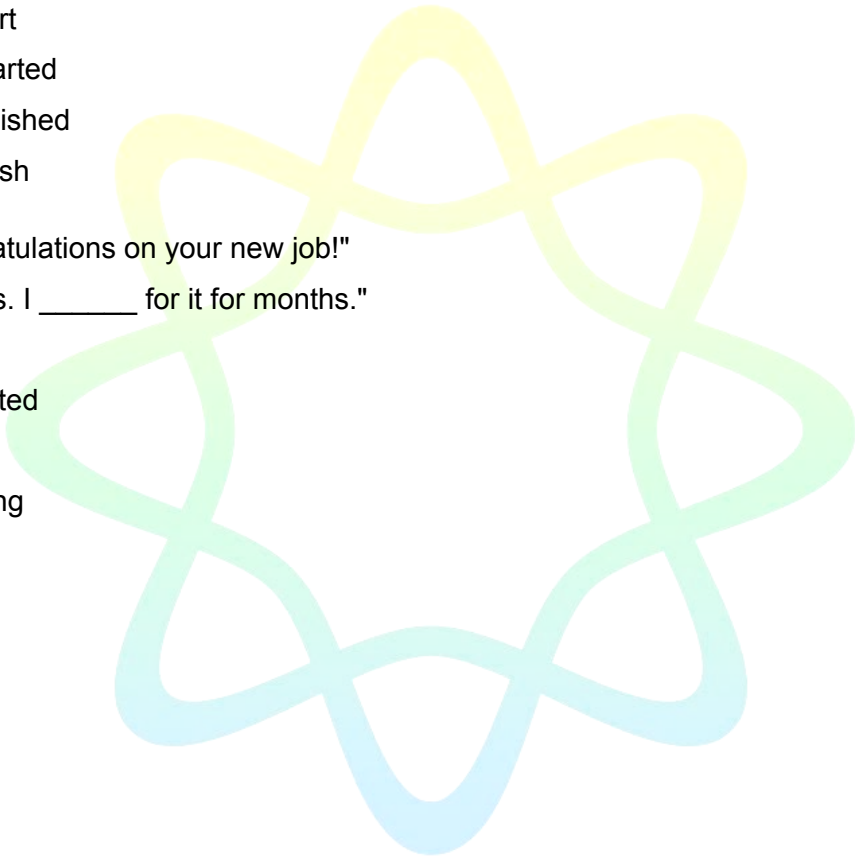 rt
arted
ished
sh
atulations on your new job!"
s. I ______ for it for months."
ted
ng